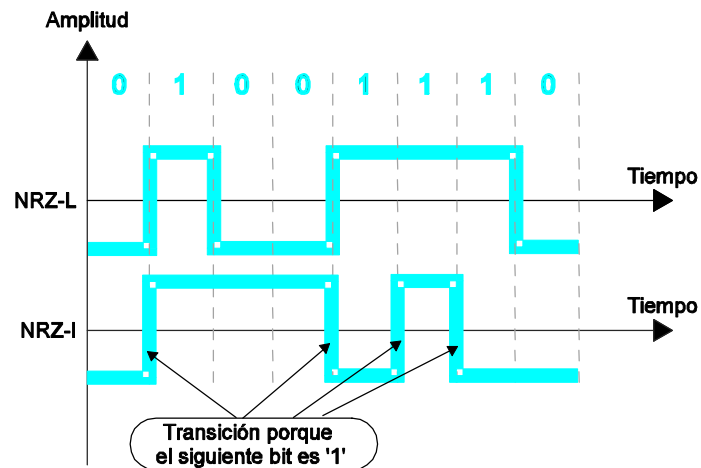 Amplitud
0 1 0 0 1 1 1 0
Tiempo
NRZ-L
Tiempo
NRZ-I
Transición porque
el siguiente bit es '1'